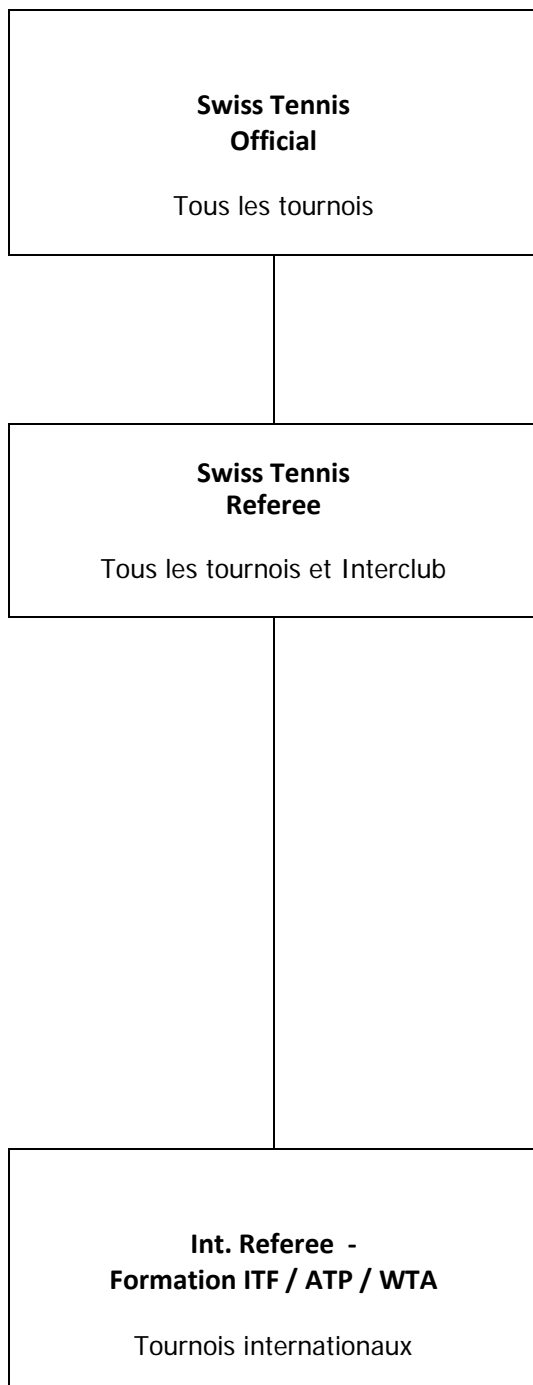 Swiss Tennis
Official
Tous les tournois
Swiss Tennis
Referee
Tous les tournois et Interclub
Int. Referee -
Formation ITF / ATP / WTA
Tournois internationaux